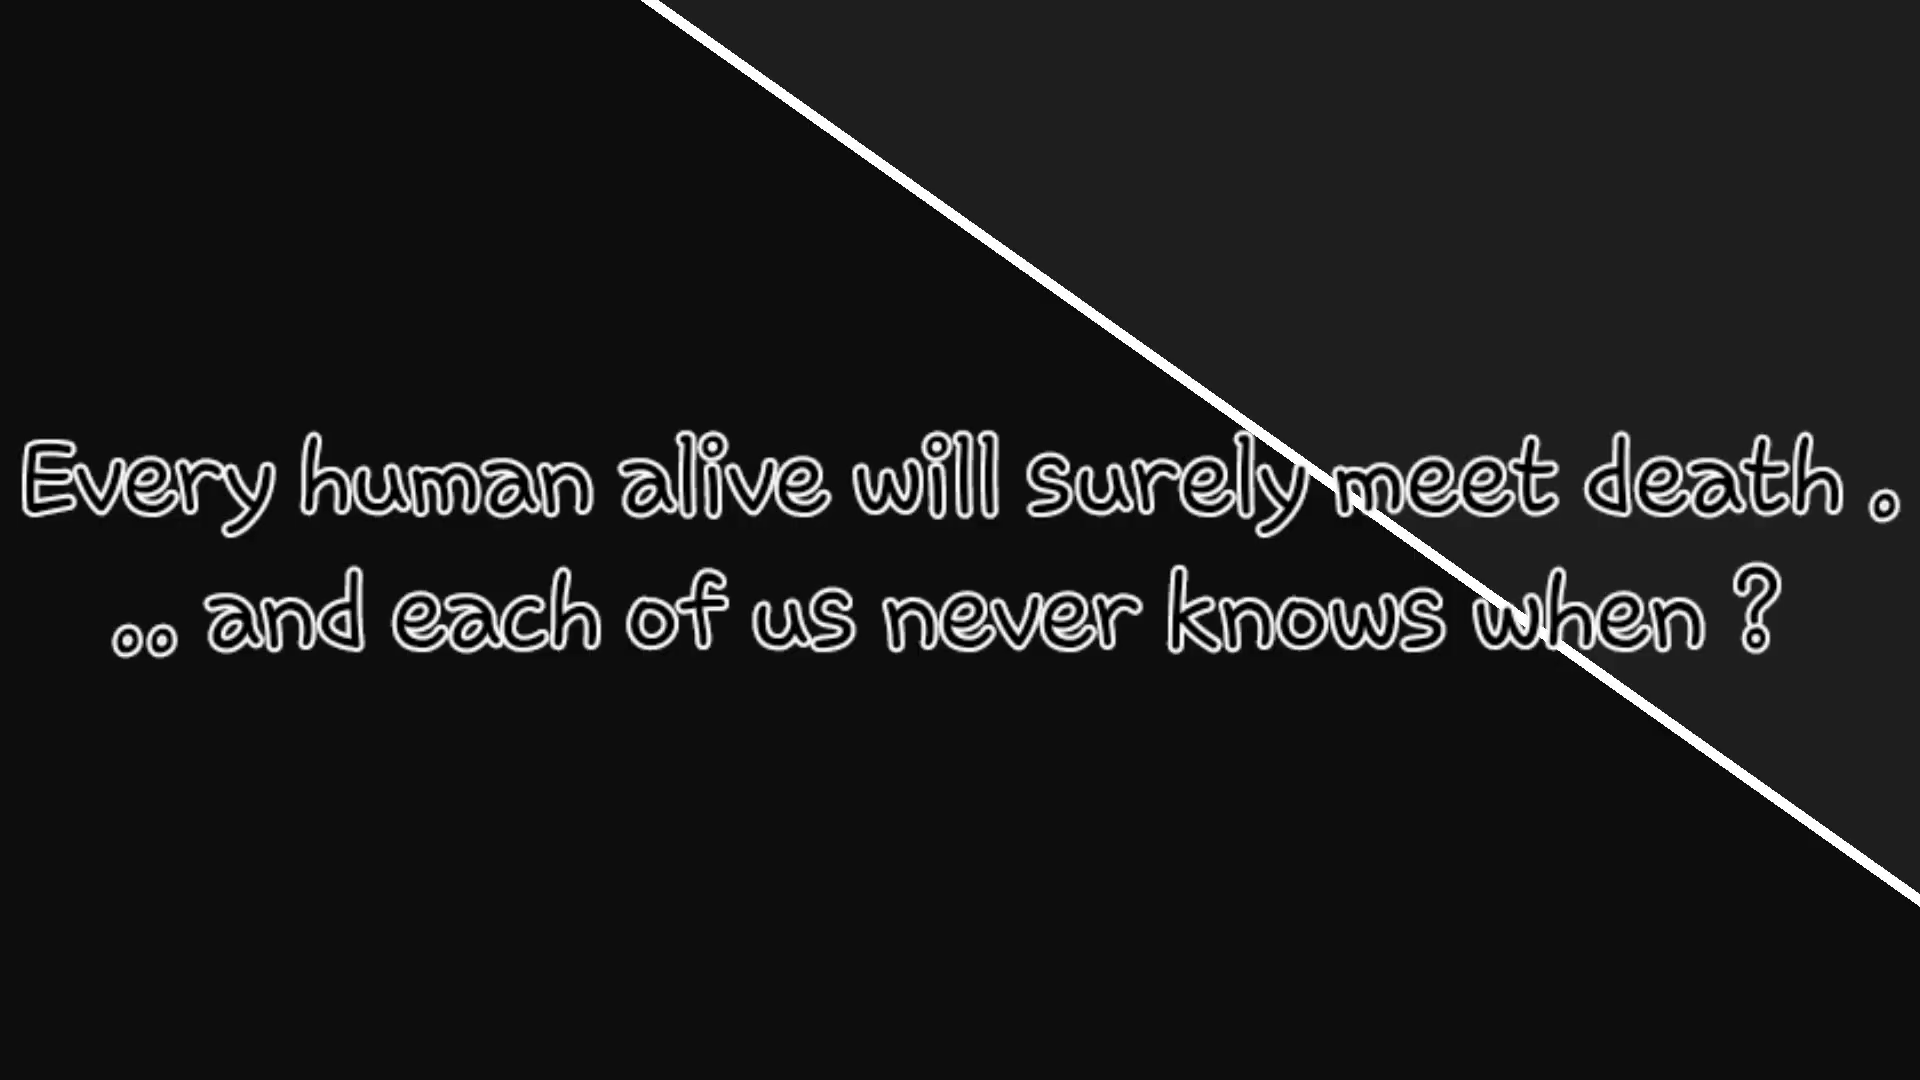 Every human alive will surely meet death .
.. and each of us never knows when ?